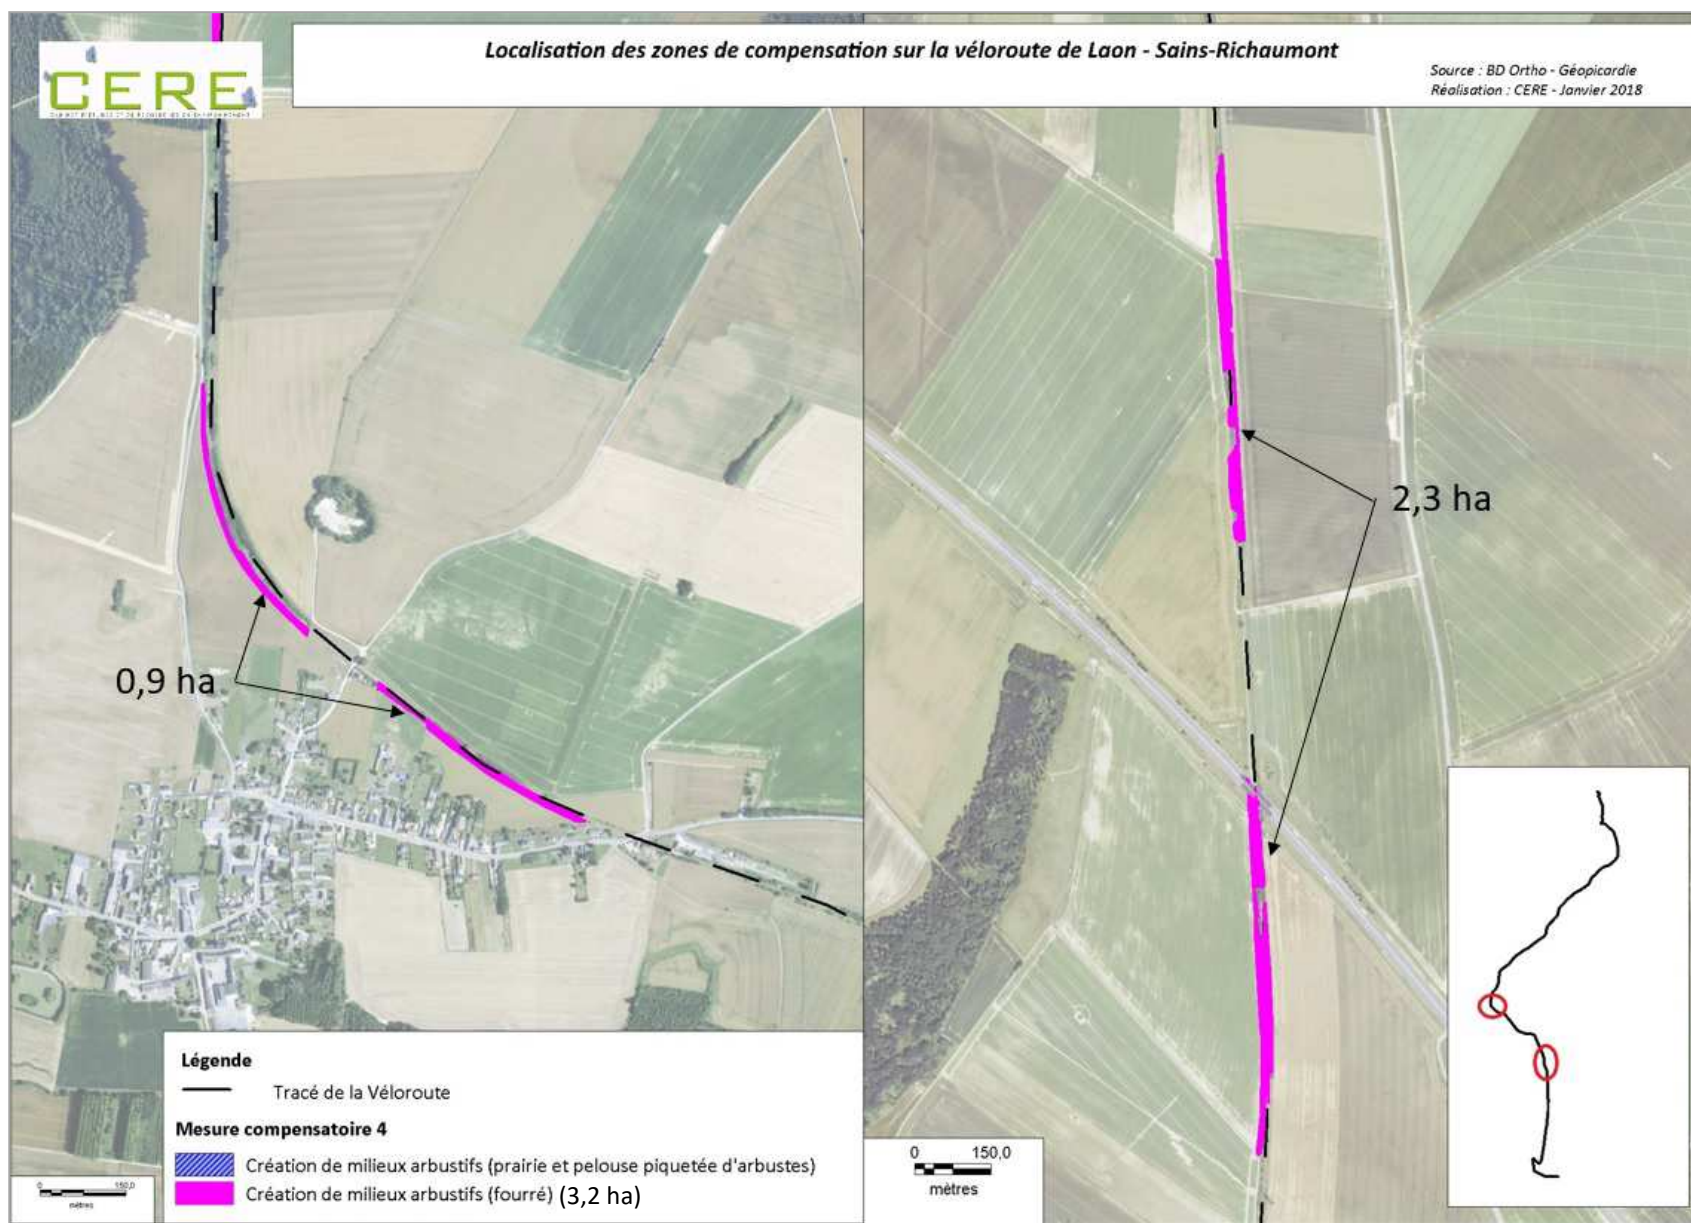 CERE
Localisation des zones de compensation sur la véloroute de Laon - Sains-Richaumont
Source : BD Ortho - Géopicardie
Réalisation : CERE - Janvier 2018
2,3 ha
0,9 ha
Légende
Tracé de la Véloroute
Mesure compensatoire 4
Création de milieux arbustifs (prairie et pelouse piquetée d'arbustes)
Création de milieux arbustifs (fourré) (3,2 ha)
0 150,0
mètres
0 150,0
mètres